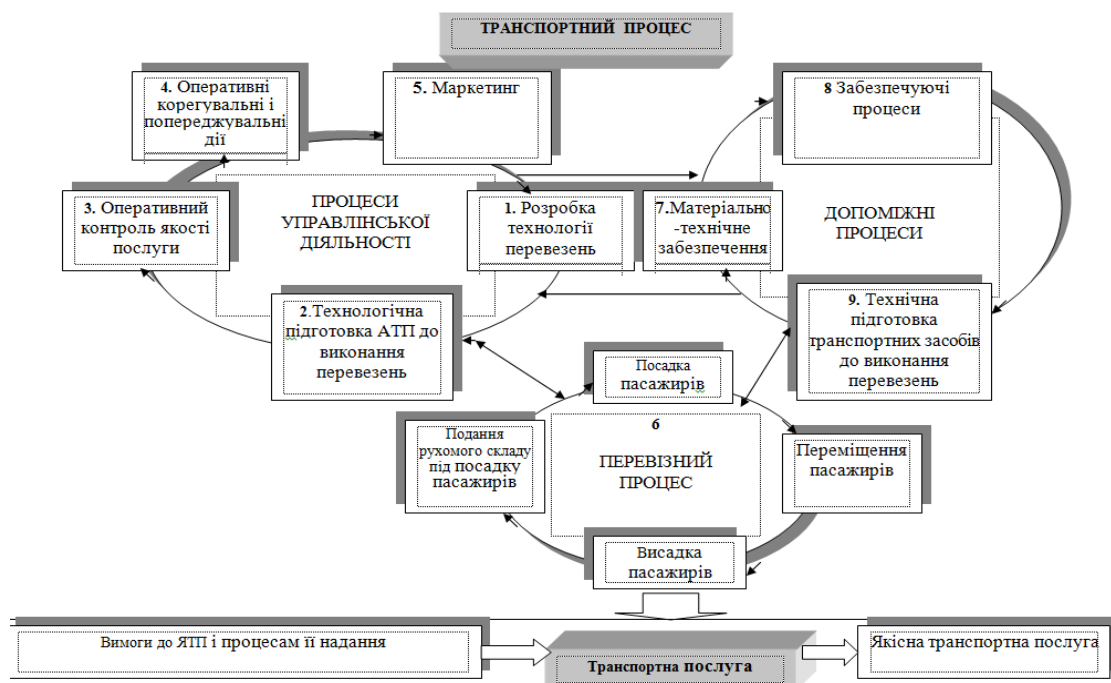 ТРАНСПОРТНИЙ ПРОЦЕС
4. Оперативні
корегувальні і
попереджувальні
дії
5. Маркетинг
8 Забезпечуючі
процеси
3. Оперативний
контроль якості
послуги
ПРОЦЕСИ
УПРАВЛІНСЬКОЇ
ДІЯЛЬНОСТІ
1. Розробка
технології
перевезень
7.Матеріально
-технічне
забезпечення
ДОПОМІЖНІ
ПРОЦЕСИ
2.Технологічна
підготовка АТП до
виконання
перевезень
9. Технічна
підготовка
транспортних засобів
до виконання
перевезень
Посадка
пасажирів
Подання
рухомого складу
під посадку
пасажирів
6
ПЕРЕВІЗНИЙ
ПРОЦЕС
Переміщення
пасажирів
Висадка
пасажирів
Вимоги до ЯТП і процесам її надання
Транспортна послуга
Якісна транспортна
послуга